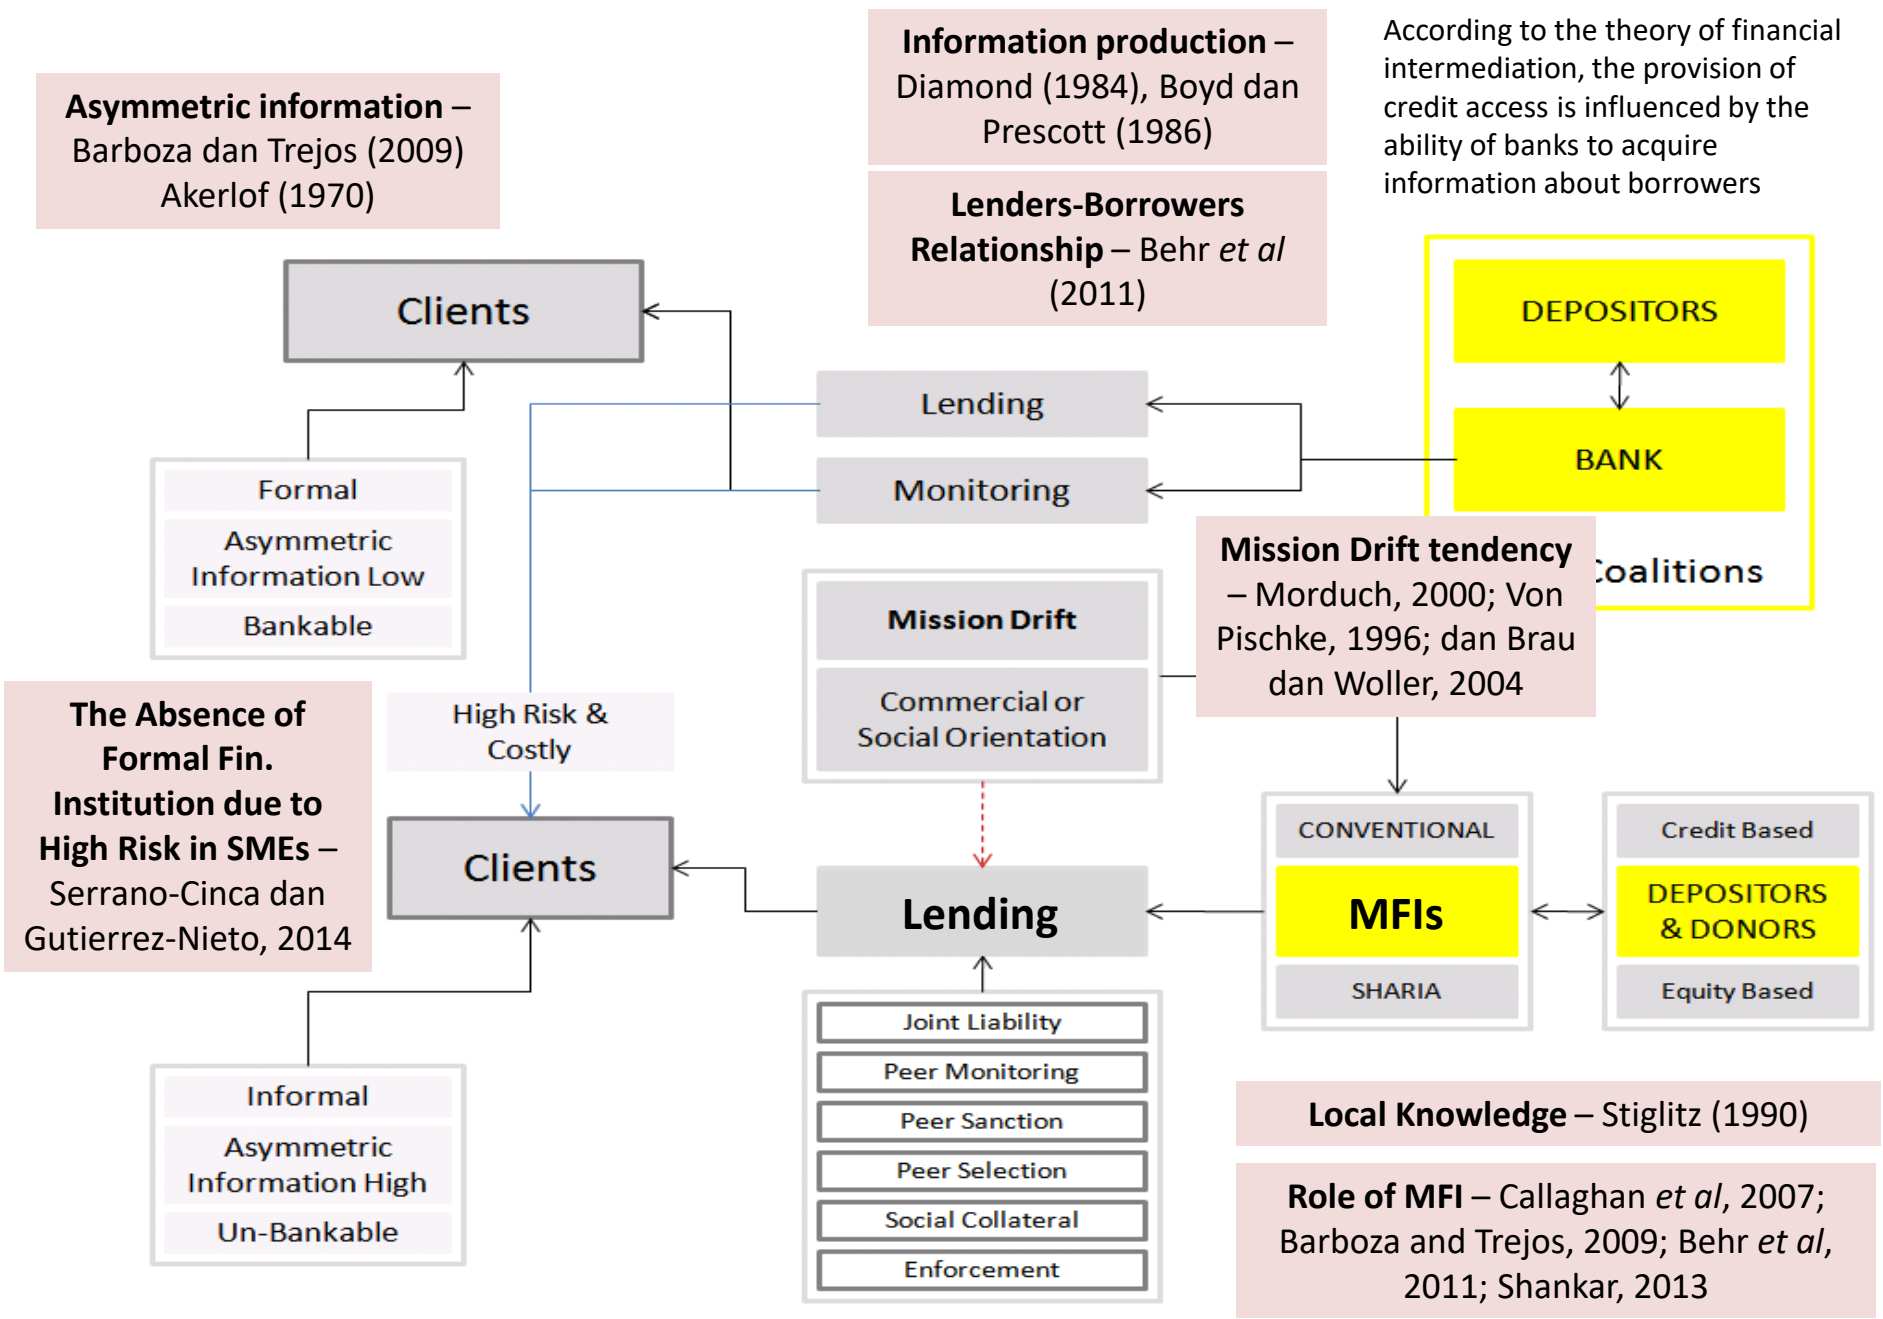 Information production –
Diamond (1984), Boyd dan
Prescott (1986)
According to the theory of financial
intermediation, the provision of
credit access is influenced by the
ability of banks to acquire
information about borrowers
Asymmetric information –
Barboza dan Trejos (2009)
Akerlof (1970)
Lenders-Borrowers
Relationship – Behr et al
(2011)
Clients
DEPOSITORS
Lending
BANK
Monitoring
Formal
Asymmetric
Information Low
Bankable
Mission Drift tendency
– Morduch, 2000; Von
Pischke, 1996; dan Brau
dan Woller, 2004
Coalitions
Mission Drift
Commercial or
Social Orientation
The Absence of
Formal Fin.
Institution due to
High Risk in SMEs –
Serrano-Cinca dan
Gutierrez-Nieto, 2014
High Risk &
Costly
Clients
Lending
CONVENTIONAL
MFIs
SHARIA
Credit Based
DEPOSITORS
& DONORS
Equity Based
Informal
Asymmetric
Information High
Un-Bankable
Joint Liability
Peer Monitoring
Peer Sanction
Peer Selection
Social Collateral
Enforcement
Local Knowledge – Stiglitz (1990)
Role of MFI – Callaghan et al, 2007;
Barboza and Trejos, 2009; Behr et al,
2011; Shankar, 2013